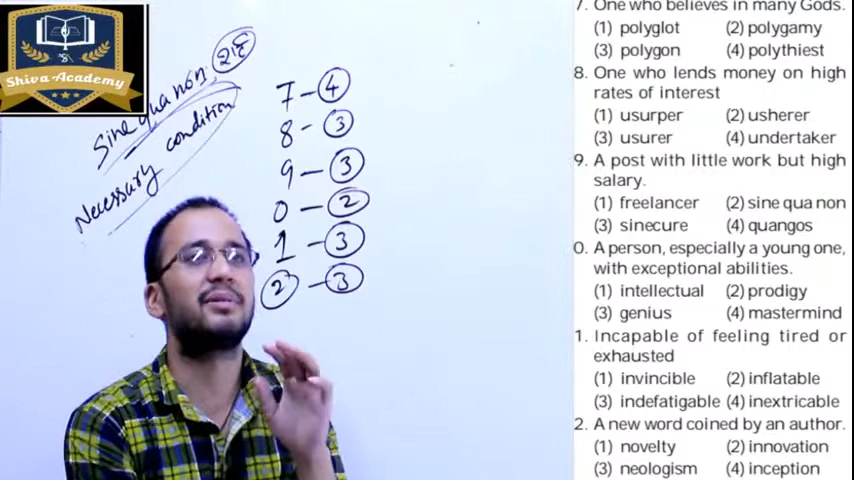 Shiva-Academy
Sine qua non.
Necessary condition
7-4
8-3
9-3
0-2
1-3
2-3
7. One who believes in many Gods.
(1) polyglot (2) polygamy
(3) polygon (4) polythiest
8. One who lends money on high
rates of interest
(1) usurper (2) usherer
(3) usurer (4) undertaker
9. A post with little work but high
salary.
(1) freelancer (2) sine qua non
(3) sinecure (4) quangos
0. A person, especially a young one,
with exceptional abilities.
(1) intellectual (2) prodigy
(3) genius (4) mastermind
1. Incapable of feeling tired or
exhausted
(1) invincible (2) inflatable
(3) indefatigable (4) inextricable
2. A new word coined by an author.
(1) novelty (2) innovation
(3) neologism (4) inception